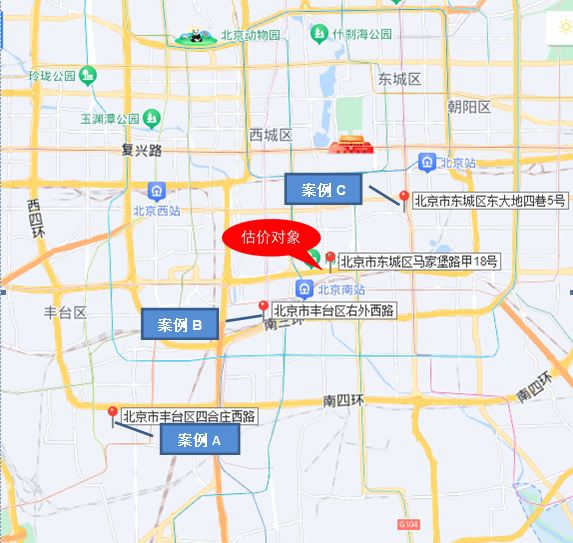 北京动物园
什刹海公园
玲珑公园
东城区
朝阳区
玉渊潭公园
西城区
复兴路
北京站
案例 C
北京市东城区东大地四巷5号
北京西站
西四环
估价对象
北京市东城区马家堡路甲18号
北京南站
丰台区
北京市丰台区右外西路
案例 B
南三环
南四环
南四环
北京市丰台区四合庄西路
案例 A
G104